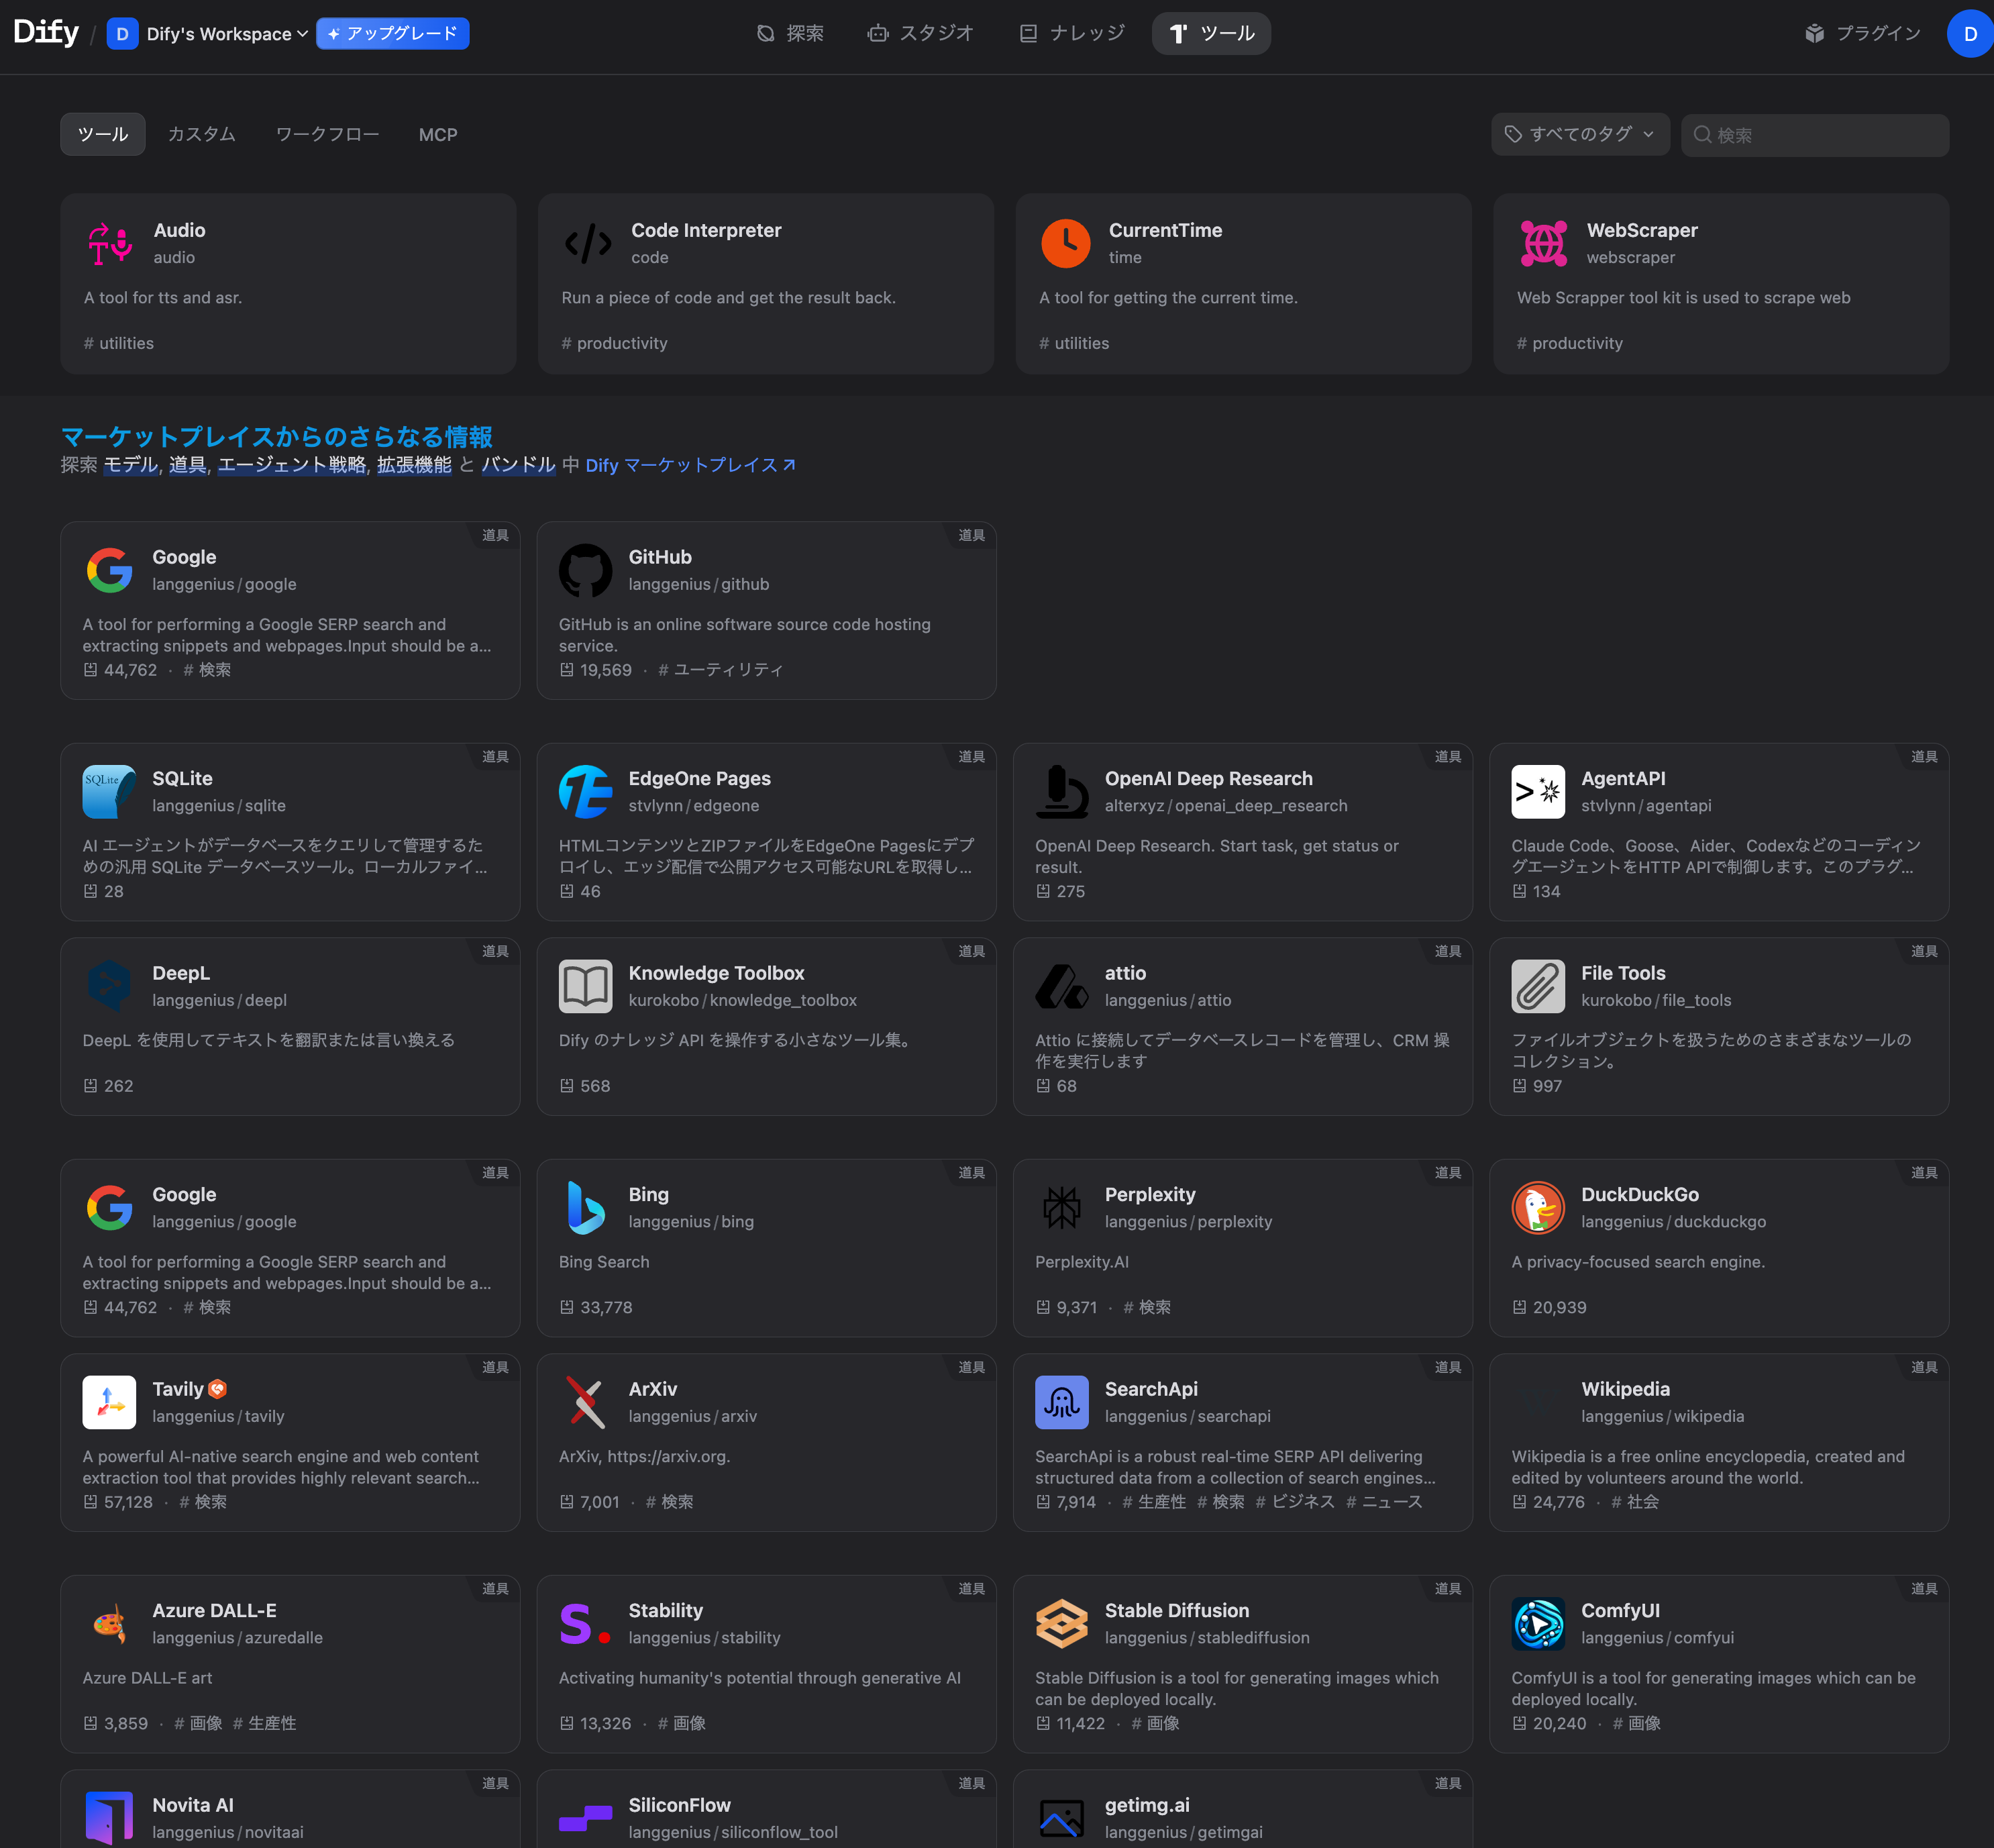 Dify / D Dify's Workspace アップグレード 探索 スタジオ ナレッジ ツール プラグイン D
ツール カスタム ワークフロー MCP すべてのタグ 検索
Audio
audio
A tool for tts and asr.
# utilities
Code Interpreter
code
Run a piece of code and get the result back.
# productivity
CurrentTime
time
A tool for getting the current time.
# utilities
WebScraper
webscraper
Web Scrapper tool kit is used to scrape web
# productivity
マーケットプレイスからのさらなる情報
探索 モデル, 道具, エージェント戦略, 拡張機能 と バンドル 中 Dify マーケットプレイス
道具
Google
langgenius / google
A tool for performing a Google SERP search and
extracting snippets and webpages.Input should be a...
44,762 · # 検索
道具
GitHub
langgenius / github
GitHub is an online software source code hosting
service.
19,569 · # ユーティリティ
道具
SQLite
SQLite
langgenius / sqlite
AI エージェントがデータベースをクエリして管理するた
めの汎用 SQLite データベースツール。ローカルファイ...
28
道具
EdgeOne Pages
stvlynn / edgeone
HTMLコンテンツとZIPファイルをEdgeOne Pagesにデプ
ロイし、エッジ配信で公開アクセス可能なURLを取得し...
46
道具
OpenAI Deep Research
alterxyz / openai_deep_research
OpenAI Deep Research. Start task, get status or
result.
275
道具
AgentAPI
stvlynn / agentapi
Claude Code、Goose、Aider、Codexなどのコーディン
グエージェントをHTTP APIで制御します。このプラグ...
134
道具
DeepL
langgenius / deepl
DeepL を使用してテキストを翻訳または言い換える
262
道具
Knowledge Toolbox
kurokobo / knowledge_toolbox
Dify のナレッジ API を操作する小さなツール集。
568
道具
attio
langgenius / attio
Attio に接続してデータベースレコードを管理し、CRM 操
作を実行します
68
道具
File Tools
kurokobo / file_tools
ファイルオブジェクトを扱うためのさまざまなツールの
コレクション。
997
道具
Google
langgenius / google
A tool for performing a Google SERP search and
extracting snippets and webpages.Input should be a...
44,762 · # 検索
道具
Bing
langgenius / bing
Bing Search
33,778
道具
Perplexity
langgenius / perplexity
Perplexity.AI
9,371 · # 検索
道具
DuckDuckGo
langgenius / duckduckgo
A privacy-focused search engine.
20,939
道具
Tavily
langgenius / tavily
A powerful AI-native search engine and web content
extraction tool that provides highly relevant search...
57,128 · # 検索
道具
ArXiv
langgenius / arxiv
ArXiv, https://arxiv.org.
7,001 · # 検索
道具
SearchApi
langgenius / searchapi
SearchApi is a robust real-time SERP API delivering
structured data from a collection of search engines...
7,914 · # 生産性 # 検索 # ビジネス # ニュース
道具
Wikipedia
langgenius / wikipedia
Wikipedia is a free online encyclopedia, created and
edited by volunteers around the world.
24,776 · # 社会
道具
Azure DALL-E
langgenius / azuredalle
Azure DALL-E art
3,859 · # 画像 # 生産性
道具
Stability
langgenius / stability
Activating humanity's potential through generative AI
13,326 · # 画像
道具
Stable Diffusion
langgenius / stablediffusion
Stable Diffusion is a tool for generating images which
can be deployed locally.
11,422 · # 画像
道具
ComfyUI
langgenius / comfyui
ComfyUI is a tool for generating images which can be
deployed locally.
20,240 · # 画像
道具
Novita AI
langgenius / novitaai
道具
SiliconFlow
langgenius / siliconflow_tool
道具
getimg.ai
langgenius / getimgai